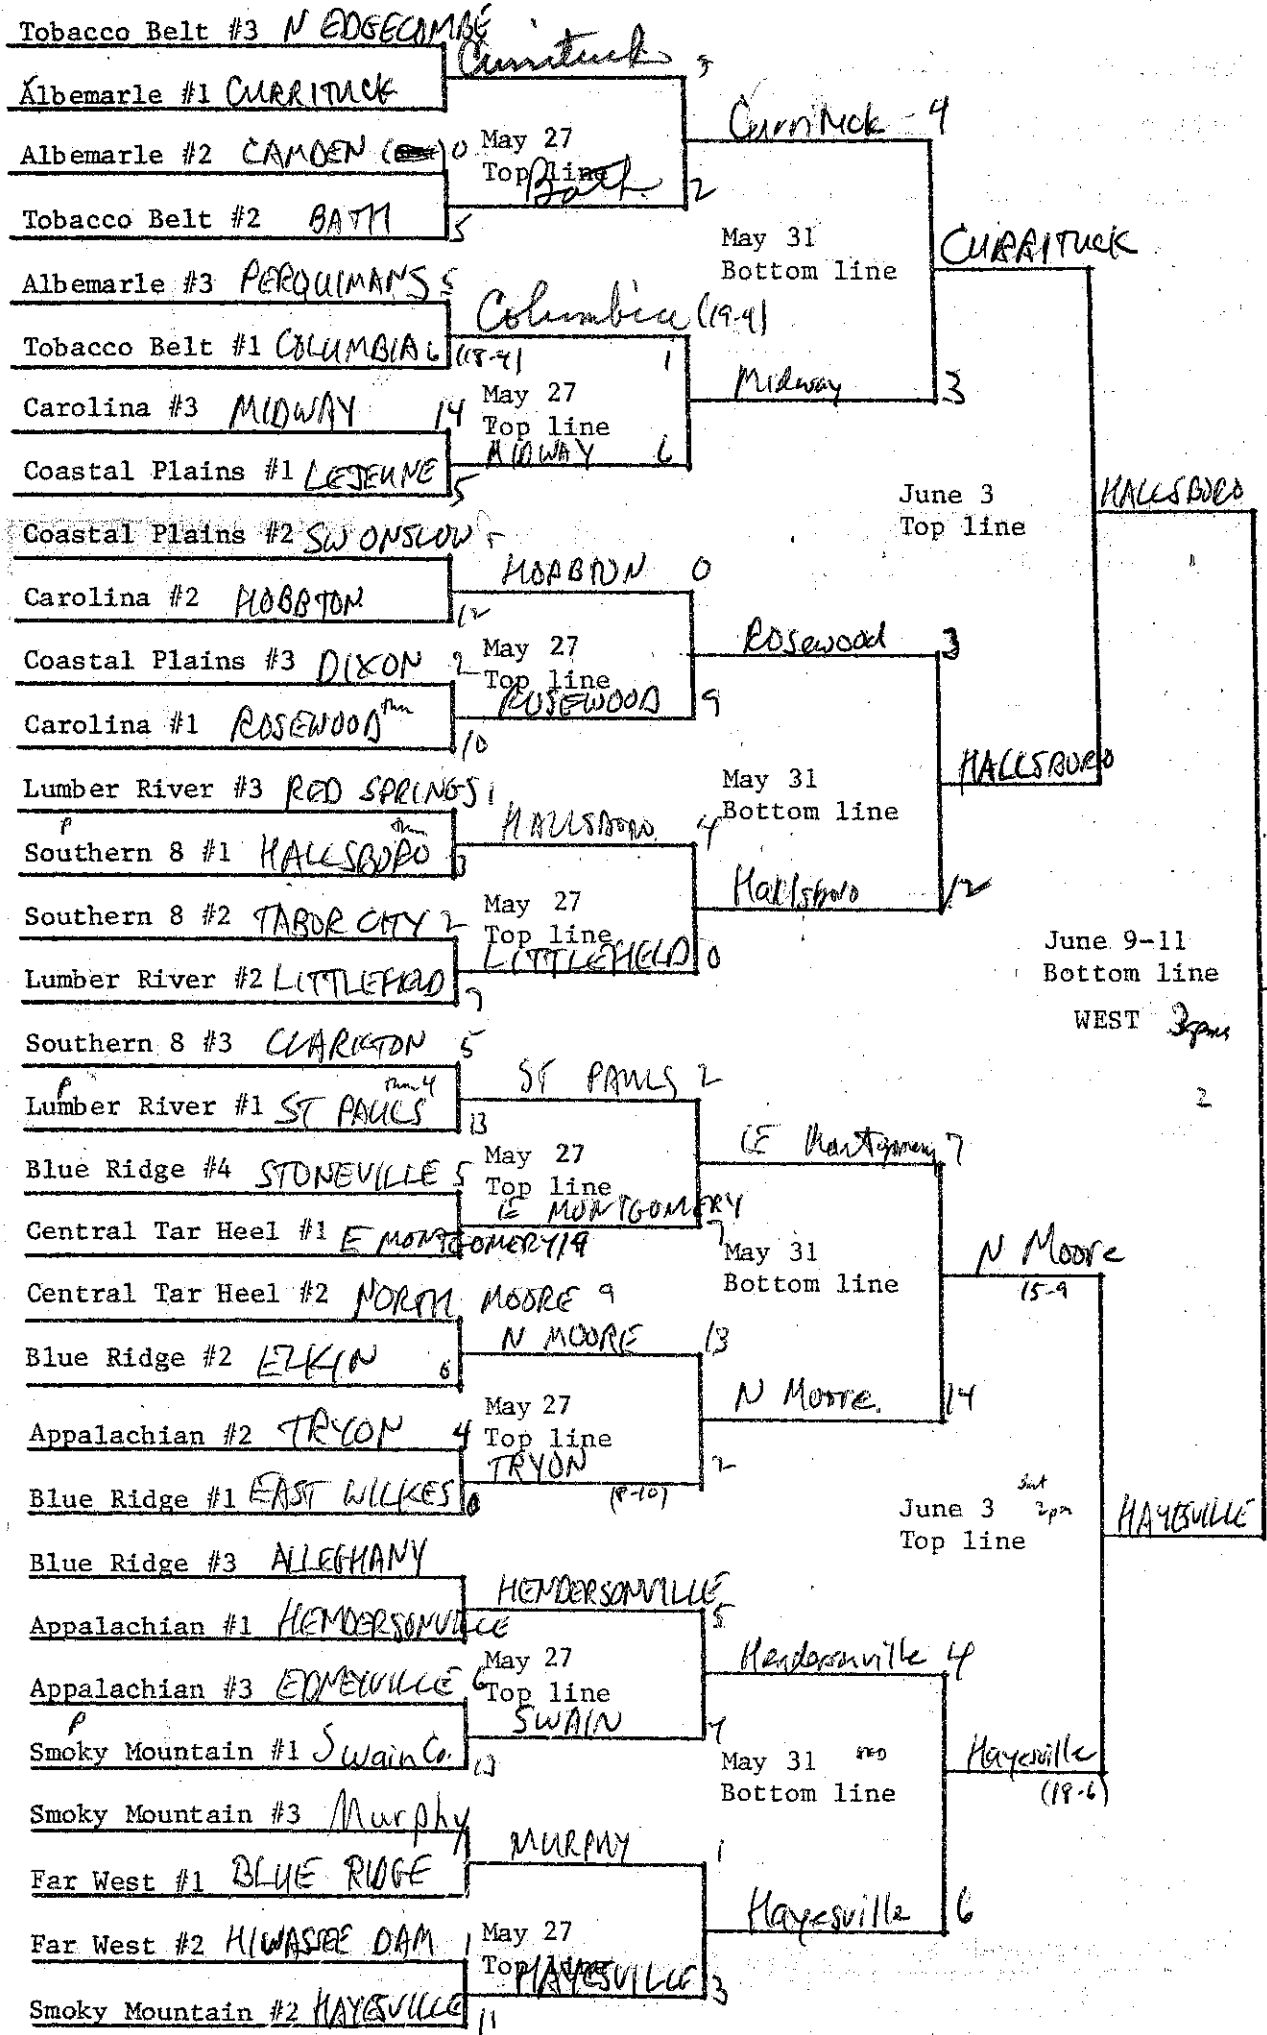 Tobacco Belt #3 N EDGECOMBE
Currituck 3
Albemarle #1 CURRITUCK
Currituck - 4
Albemarle #2 CAMDEN 0
May 27
Top line
Bath 2
Tobacco Belt #2 BATH 5
May 31
Bottom line
CURRITUCK
Albemarle #3 PERQUIMANS 5
Columbia (19-4)
Tobacco Belt #1 COLUMBIA 6 (18-4)
1
Midway 3
Carolina #3 MIDWAY 14
May 27
Top line
MIDWAY 6
Coastal Plains #1 LEJEUNE 5
June 3
Top line
HALLSBORO
Coastal Plains #2 SW ONSLOW 5
HOBBTON 0
Carolina #2 HOBBTON 12
Rosewood 3
Coastal Plains #3 DIXON 2
May 27
Top line
ROSEWOOD 9
Carolina #1 ROSEWOOD 10
May 31
Bottom line
HALLSBORO
Lumber River #3 RED SPRINGS 1
HALLSBORO 4
P
Southern 8 #1 HALLSBORO 3
Hallsboro 12
Southern 8 #2 TABOR CITY 2
May 27
Top line
LITTLEFIELD 0
Lumber River #2 LITTLEFIELD 7
June 9-11
Bottom line
WEST
2
Southern 8 #3 CLARKTON 5
ST PAULS 2
P
Lumber River #1 ST PAULS 13
E Montgomery 7
Blue Ridge #4 STONEVILLE 5
May 27
Top line
E MONTGOMERY 7
Central Tar Heel #1 E MONTGOMERY 19
May 31
Bottom line
N Moore
15-9
Central Tar Heel #2 NORTH MOORE 9
N MOORE 13
Blue Ridge #2 ELKIN 6
N Moore. 14
Appalachian #2 TRYON 4
May 27
Top line
TRYON 2
(8-10)
Blue Ridge #1 EAST WILKES 0
June 3 Sat 2pm
Top line
HAYESVILLE
Blue Ridge #3 ALLEGHANY
HENDERSONVILLE 5
Appalachian #1 HENDERSONVILLE
Hendersonville 4
Appalachian #3 EDNEYVILLE 6
May 27
Top line
SWAIN 4
P
Smoky Mountain #1 Swain Co. 13
May 31
Bottom line
Hayesville
(19-6)
Smoky Mountain #3 Murphy
MURPHY 1
Far West #1 BLUE RIDGE
Hayesville 6
Far West #2 HIWASSEE DAM 1
May 27
Top line
HAYESVILLE 3
Smoky Mountain #2 HAYESVILLE 11